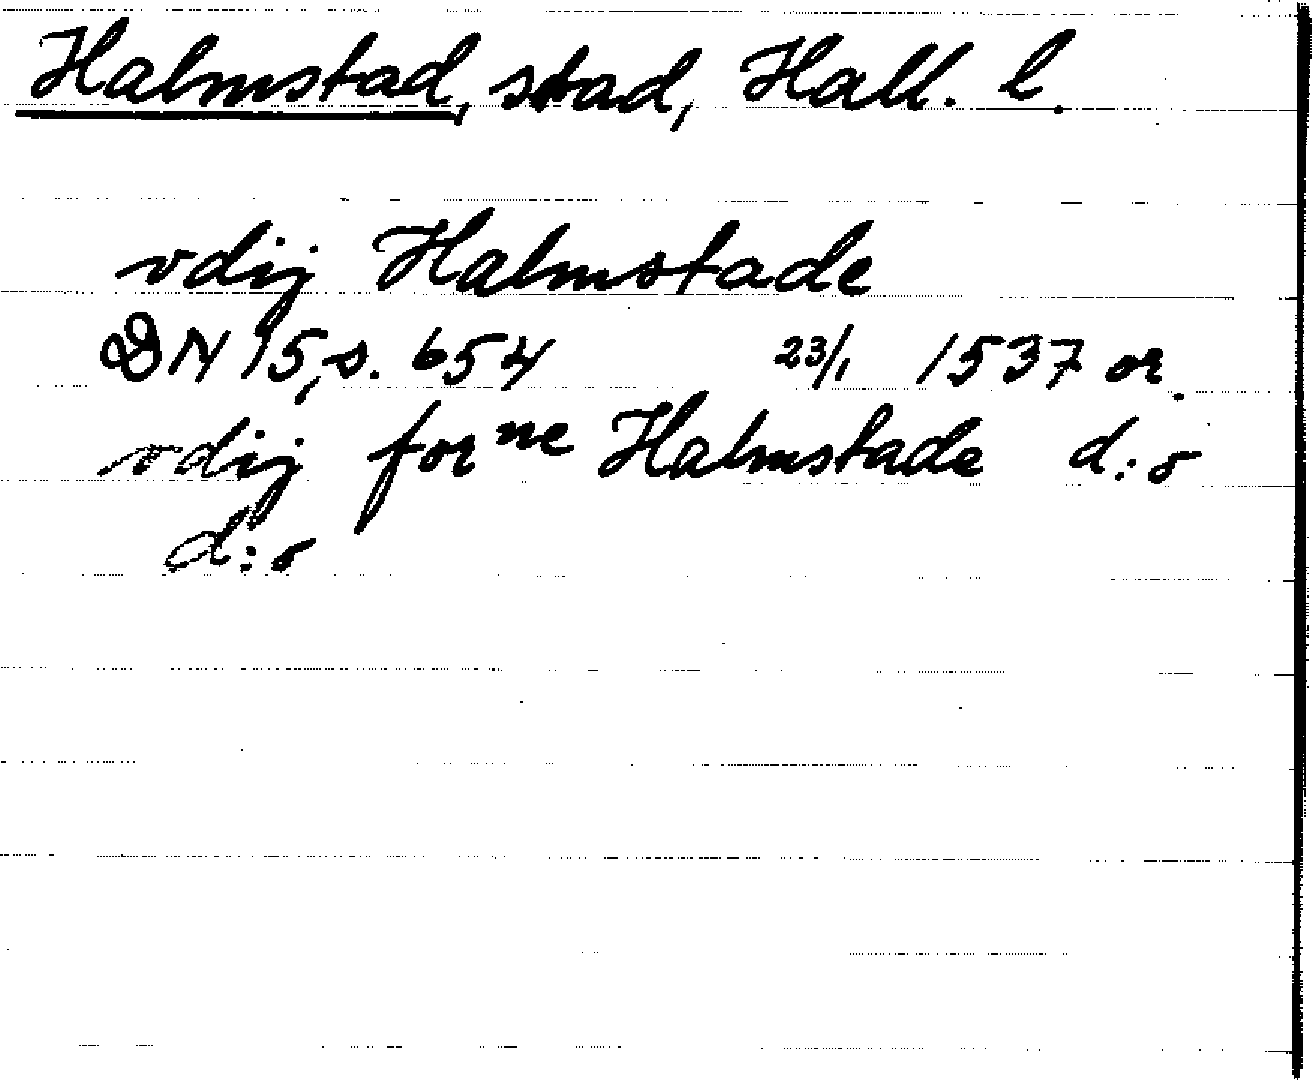 Halmstad, stad, Hall. l.
vdij Halmstade
DN 15, s. 654 23/1 1537 or.
vdij for ne Halmstade d:o
d:o